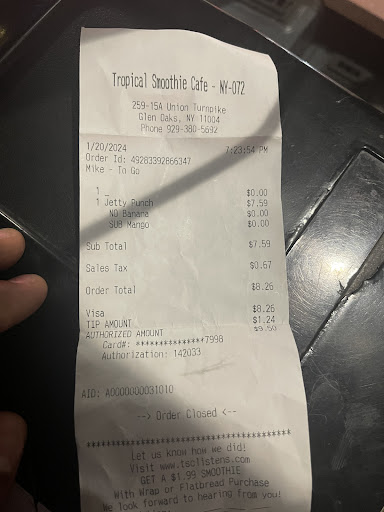 Tropical Smoothie Cafe - NY-072
259-15A Union Turnpike
Glen Oaks, NY 11004
Phone 929-380-5692
1/20/2024 7:23:54 PM
Order Id: 49283392866347
Mike - To Go
1 _ $0.00
1 Jetty Punch $7.59
NO Banana $0.00
SUB Mango $0.00
Sub Total $7.59
Sales Tax $0.67
Order Total $8.26
Visa $8.26
TIP AMOUNT $1.24
AUTHORIZED AMOUNT $9.50
Card#: ***************7998
Authorization: 142033
AID: A0000000031010
--> Order Closed <--
****************************************
Let us know how we did!
Visit www.tsclistens.com
GET A $1.99 SMOOTHIE
With Wrap or Flatbread Purchase
We look forward to hearing from you!